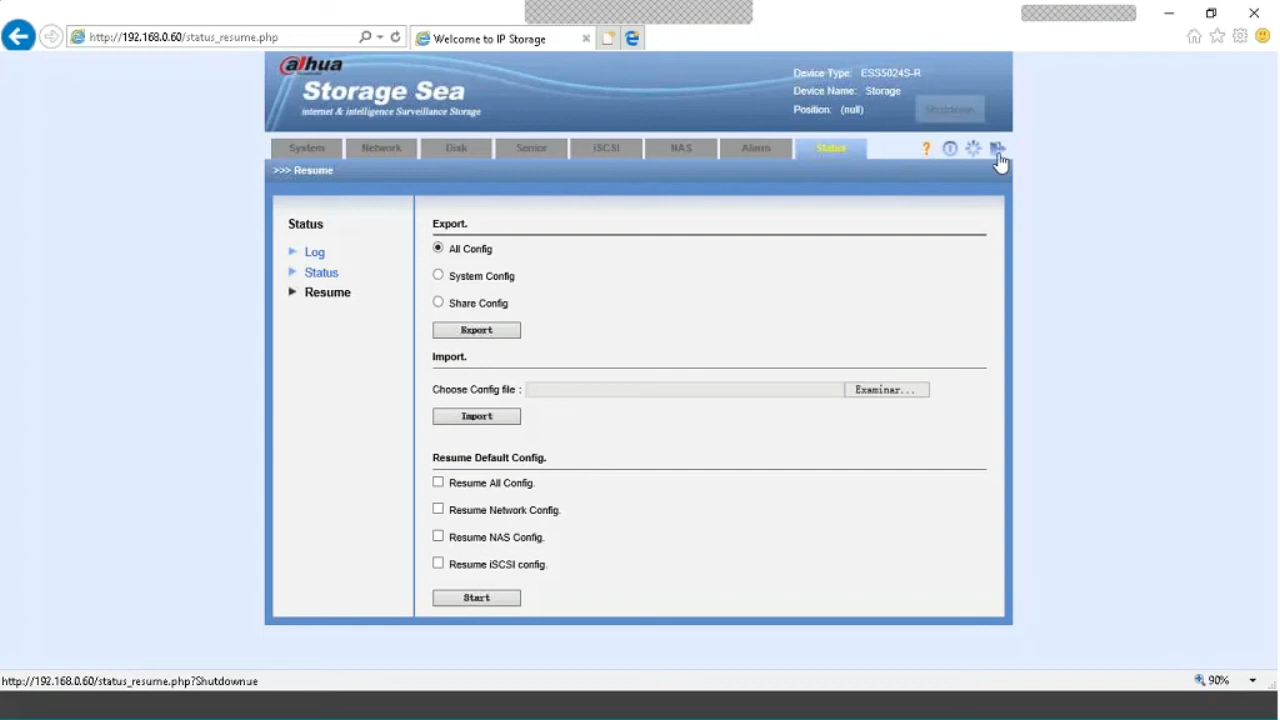 http://192.168.0.60/status_resume.php
Welcome to IP Storage
alhua
Storage Sea
internet & intelligence Surveillance Storage
Device Type: ESS5024S-R
Device Name: Storage
Position: (null)
Shutdown
System Network Disk Senior iSCSI NAS Alarm Status
>>> Resume
Status
Log
Status
Resume
Export.
All Config
System Config
Share Config
Export
Import.
Choose Config file :
Examinar...
Import
Resume Default Config.
Resume All Config.
Resume Network Config.
Resume NAS Config.
Resume iSCSI config.
Start
http://192.168.0.60/status_resume.php?Shutdown:ue
90%